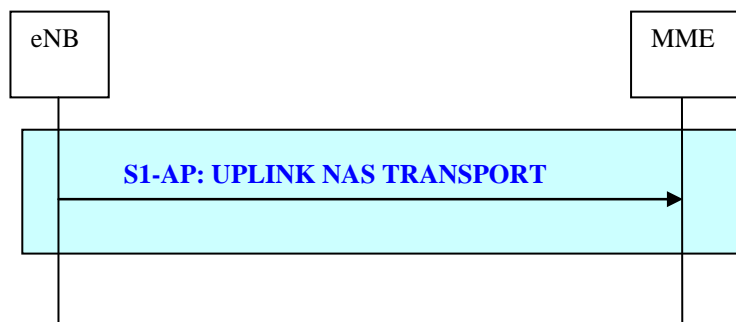 eNB
MME
S1-AP: UPLINK NAS TRANSPORT